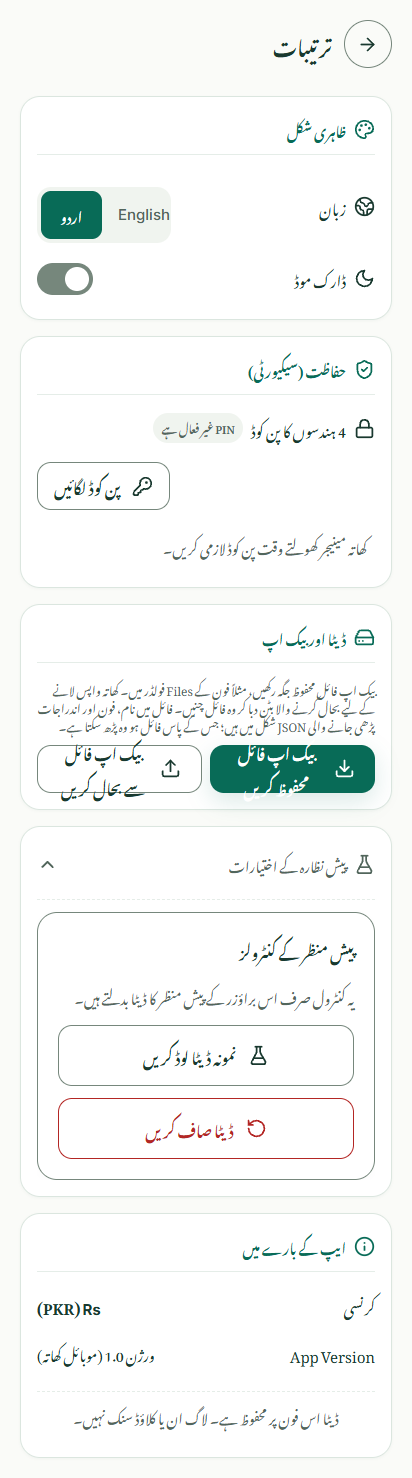 ترتیبات
ظاہری شکل
زبان
اردو
English
ڈارک موڈ
حفاظت (سیکیورٹی)
4 ہندسوں کا پن کوڈ
PIN غیر فعال ہے
پن کوڈ لگائیں
کھاتہ مینیجر کھولتے وقت پن کوڈ لازمی کریں۔
ڈیٹا اور بیک اپ
بیک اپ فائل محفوظ جگہ رکھیں، مثلاً فون کے Files فولڈر میں۔ کھاتہ واپس لانے
کے لیے بحال کرنے والا بٹن دبا کر وہ فائل چنیں۔ فائل میں نام، فون اور اندراجات
پڑھی جانے والی JSON شکل میں ہیں؛ جس کے پاس فائل ہو وہ پڑھ سکتا ہے۔
بیک اپ فائل
محفوظ کریں
بیک اپ فائل
سے بحال کریں
پیش نظارہ کے اختیارات
پیش منظر کے کنٹرولز
یہ کنٹرول صرف اس براؤزر کے پیش منظر کا ڈیٹا بدلتے ہیں۔
نمونہ ڈیٹا لوڈ کریں
ڈیٹا صاف کریں
ایپ کے بارے میں
کرنسی
Rs (PKR)
App Version
ورژن 1.0 (موبائل کھاتہ)
ڈیٹا اس فون پر محفوظ ہے۔ لاگ ان یا کلاؤڈ سنک نہیں۔